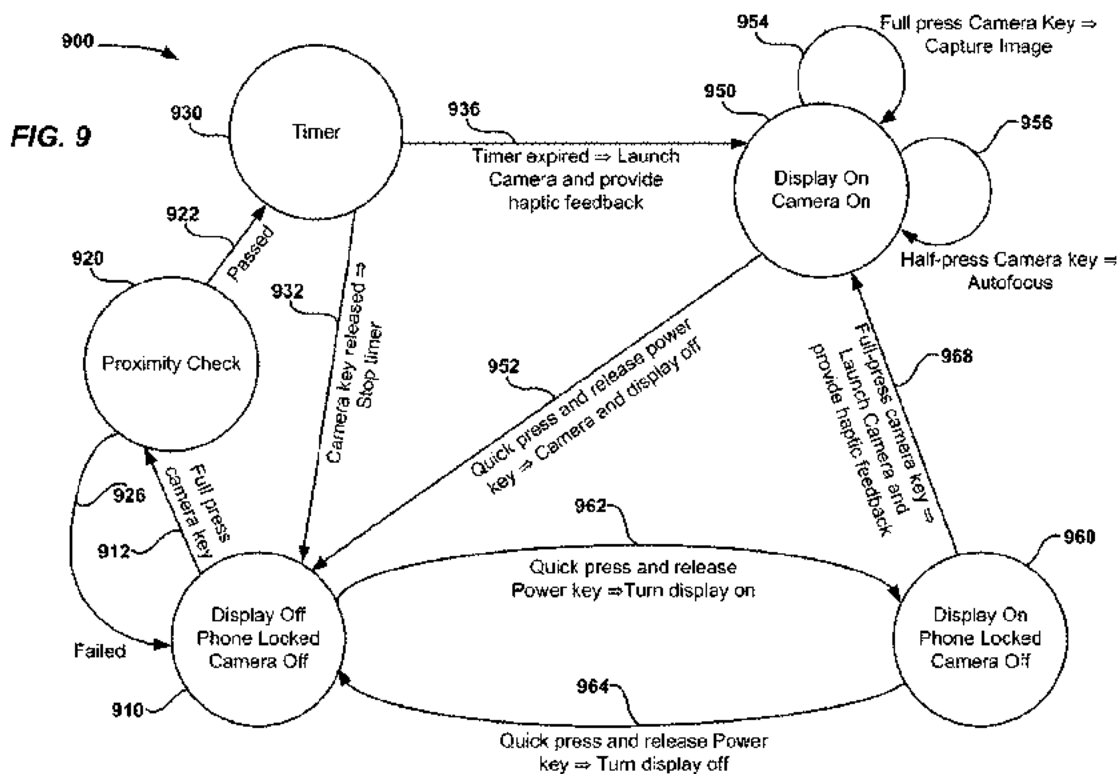 900
FIG. 9
930
Timer
936
Timer expired ⇒ Launch
Camera and provide
haptic feedback
954
Full press Camera Key ⇒
Capture Image
950
956
Display On
Camera On
Half-press Camera key ⇒
Autofocus
922
Passed
920
Proximity Check
932
Camera key released ⇒
Stop timer
952
Quick press and release power
key ⇒ Camera and display off
968
Full-press camera key ⇒
Launch Camera and
provide haptic feedback
926
Full press
camera key
912
962
Quick press and release
Power key ⇒Turn display on
960
Display Off
Phone Locked
Camera Off
Failed
910
Display On
Phone Locked
Camera Off
964
Quick press and release Power
key ⇒ Turn display off